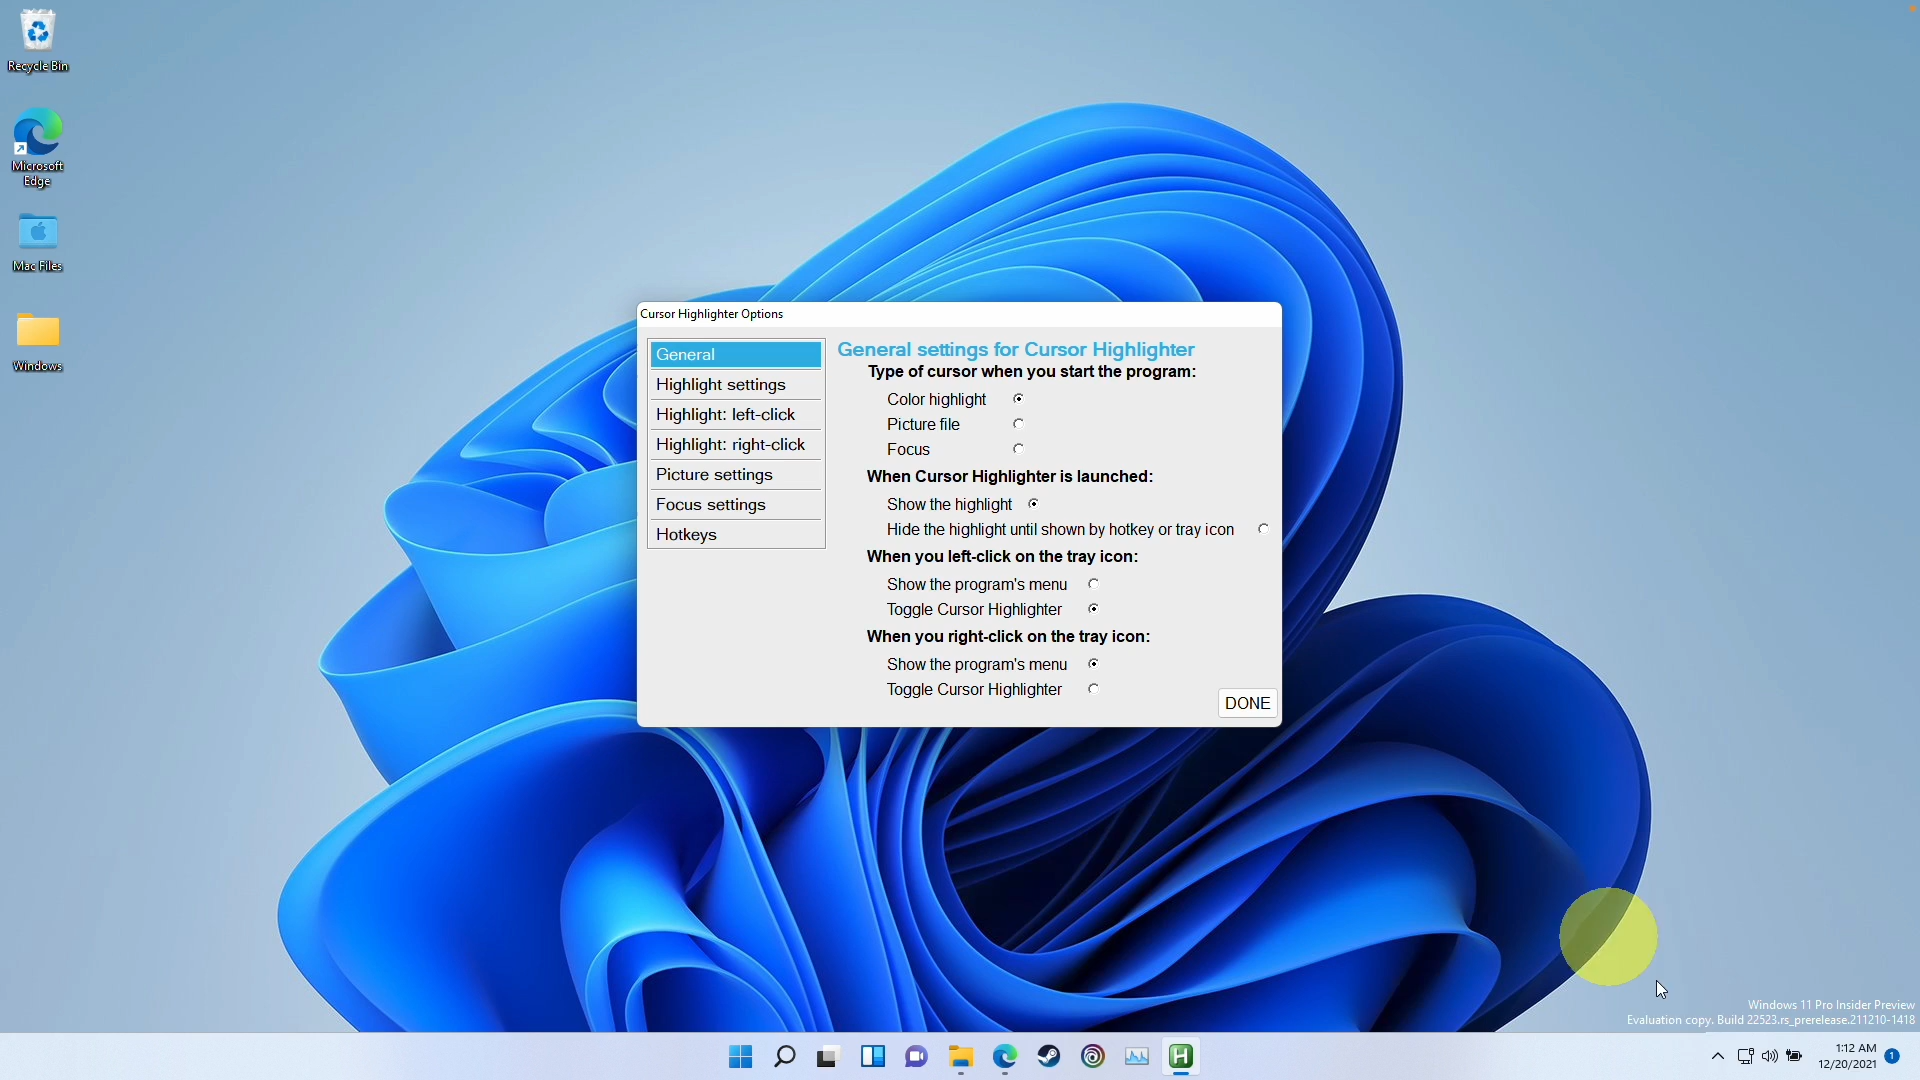 Recycle Bin
Microsoft
Edge
Mac Files
Windows
Cursor Highlighter Options
General
Highlight settings
Highlight: left-click
Highlight: right-click
Picture settings
Focus settings
Hotkeys
General settings for Cursor Highlighter
Type of cursor when you start the program:
Color highlight
Picture file
Focus
When Cursor Highlighter is launched:
Show the highlight
Hide the highlight until shown by hotkey or tray icon
When you left-click on the tray icon:
Show the program's menu
Toggle Cursor Highlighter
When you right-click on the tray icon:
Show the program's menu
Toggle Cursor Highlighter
DONE
Windows 11 Pro Insider Preview
Evaluation copy. Build 22523.rs_prerelease.211210-1418
H
1:12 AM
12/20/2021
1